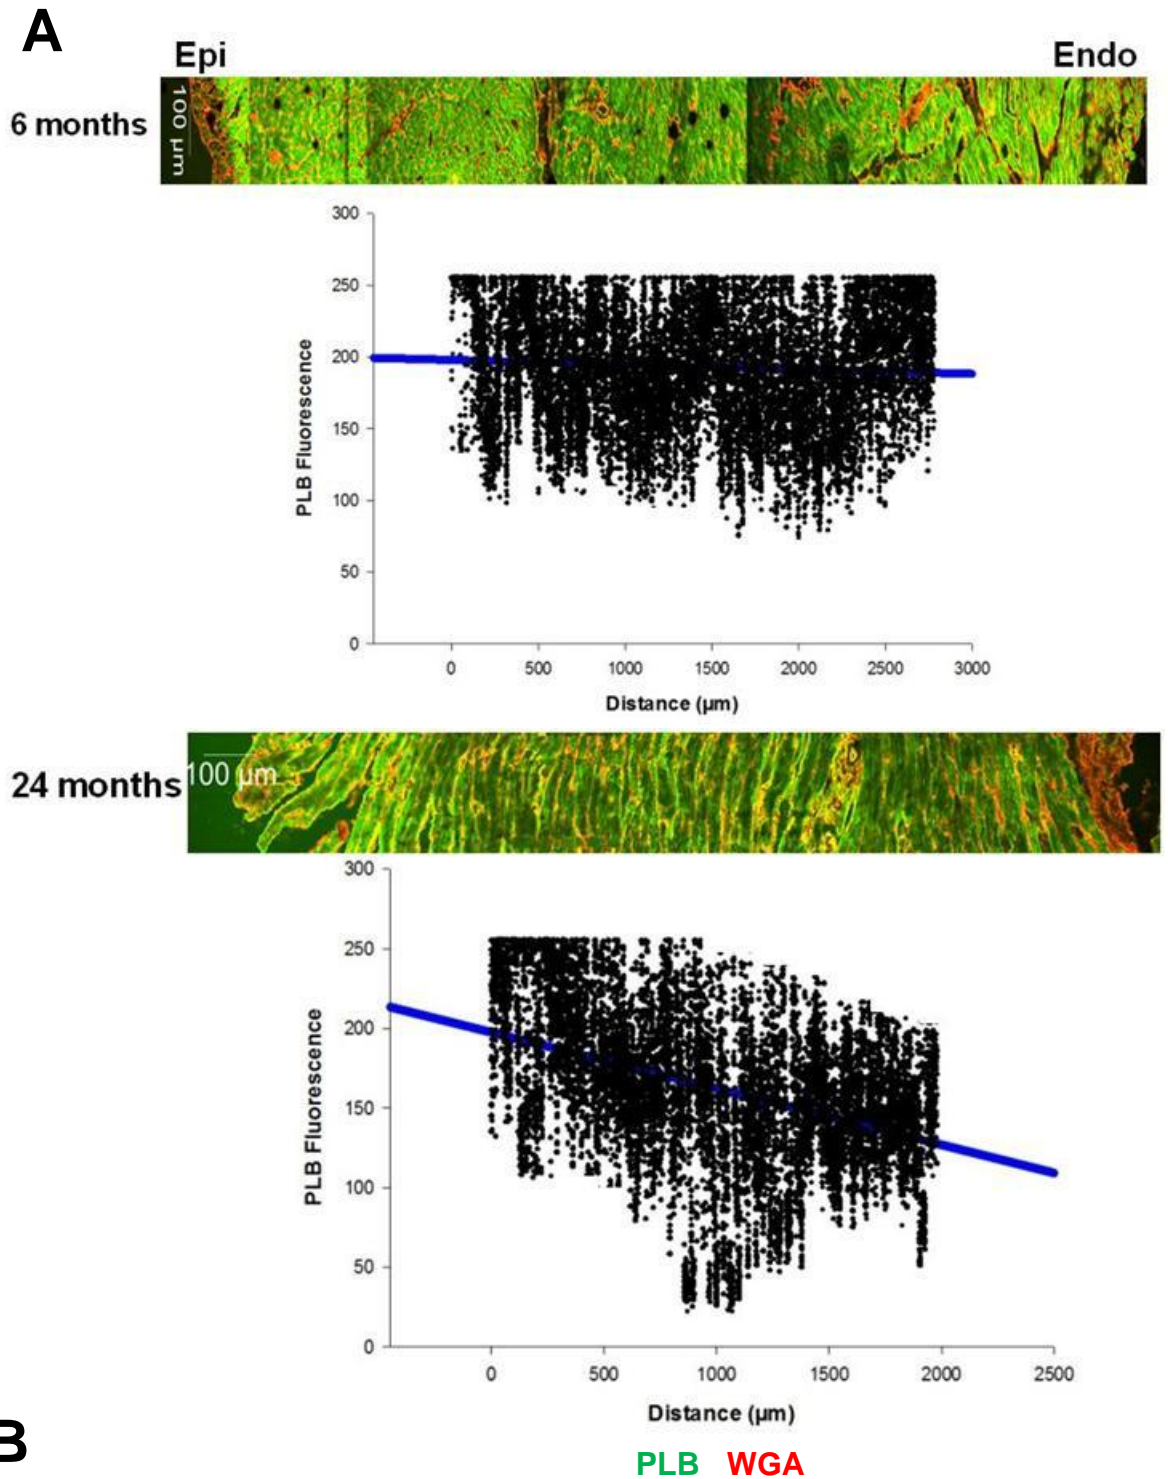 A
Epi Endo
6 months
100 µm
300
250
200
150
100
50
0
PLB Fluorescence
0 500 1000 1500 2000 2500 3000
Distance (µm)
24 months
100 µm
300
250
200
150
100
50
0
PLB Fluorescence
0 500 1000 1500 2000 2500
Distance (µm)
B
PLB WGA